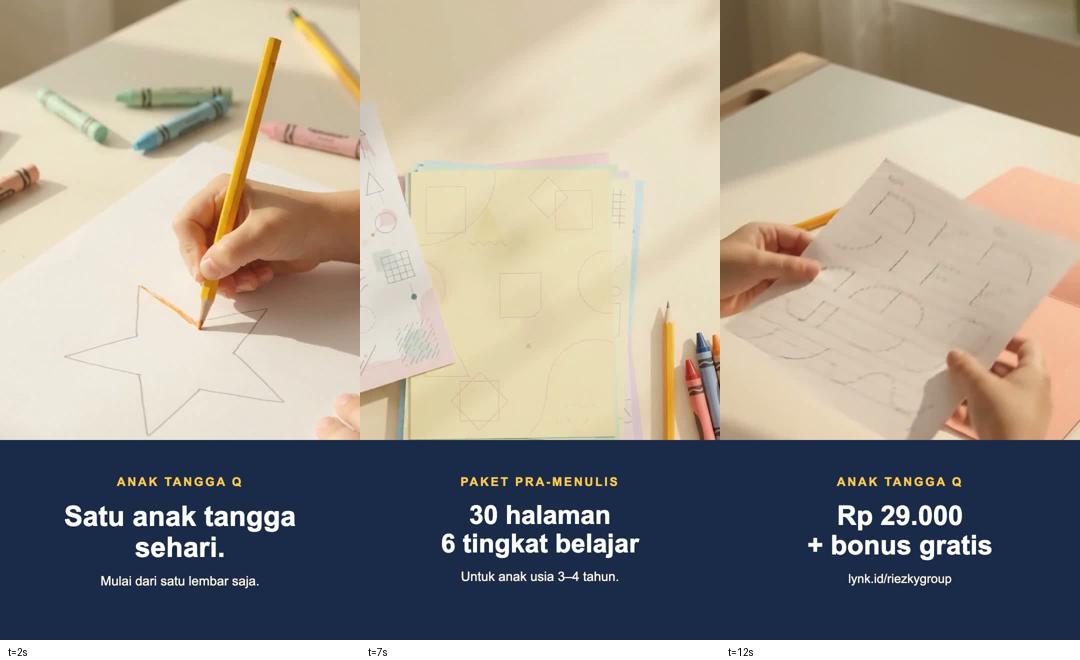 ANAK TANGGA Q
Satu anak tangga
sehari.
Mulai dari satu lembar saja.
PAKET PRA-MENULIS
30 halaman
6 tingkat belajar
Untuk anak usia 3–4 tahun.
ANAK TANGGA Q
Rp 29.000
+ bonus gratis
lynk.id/riezkygroup
t=2s
t=7s
t=12s